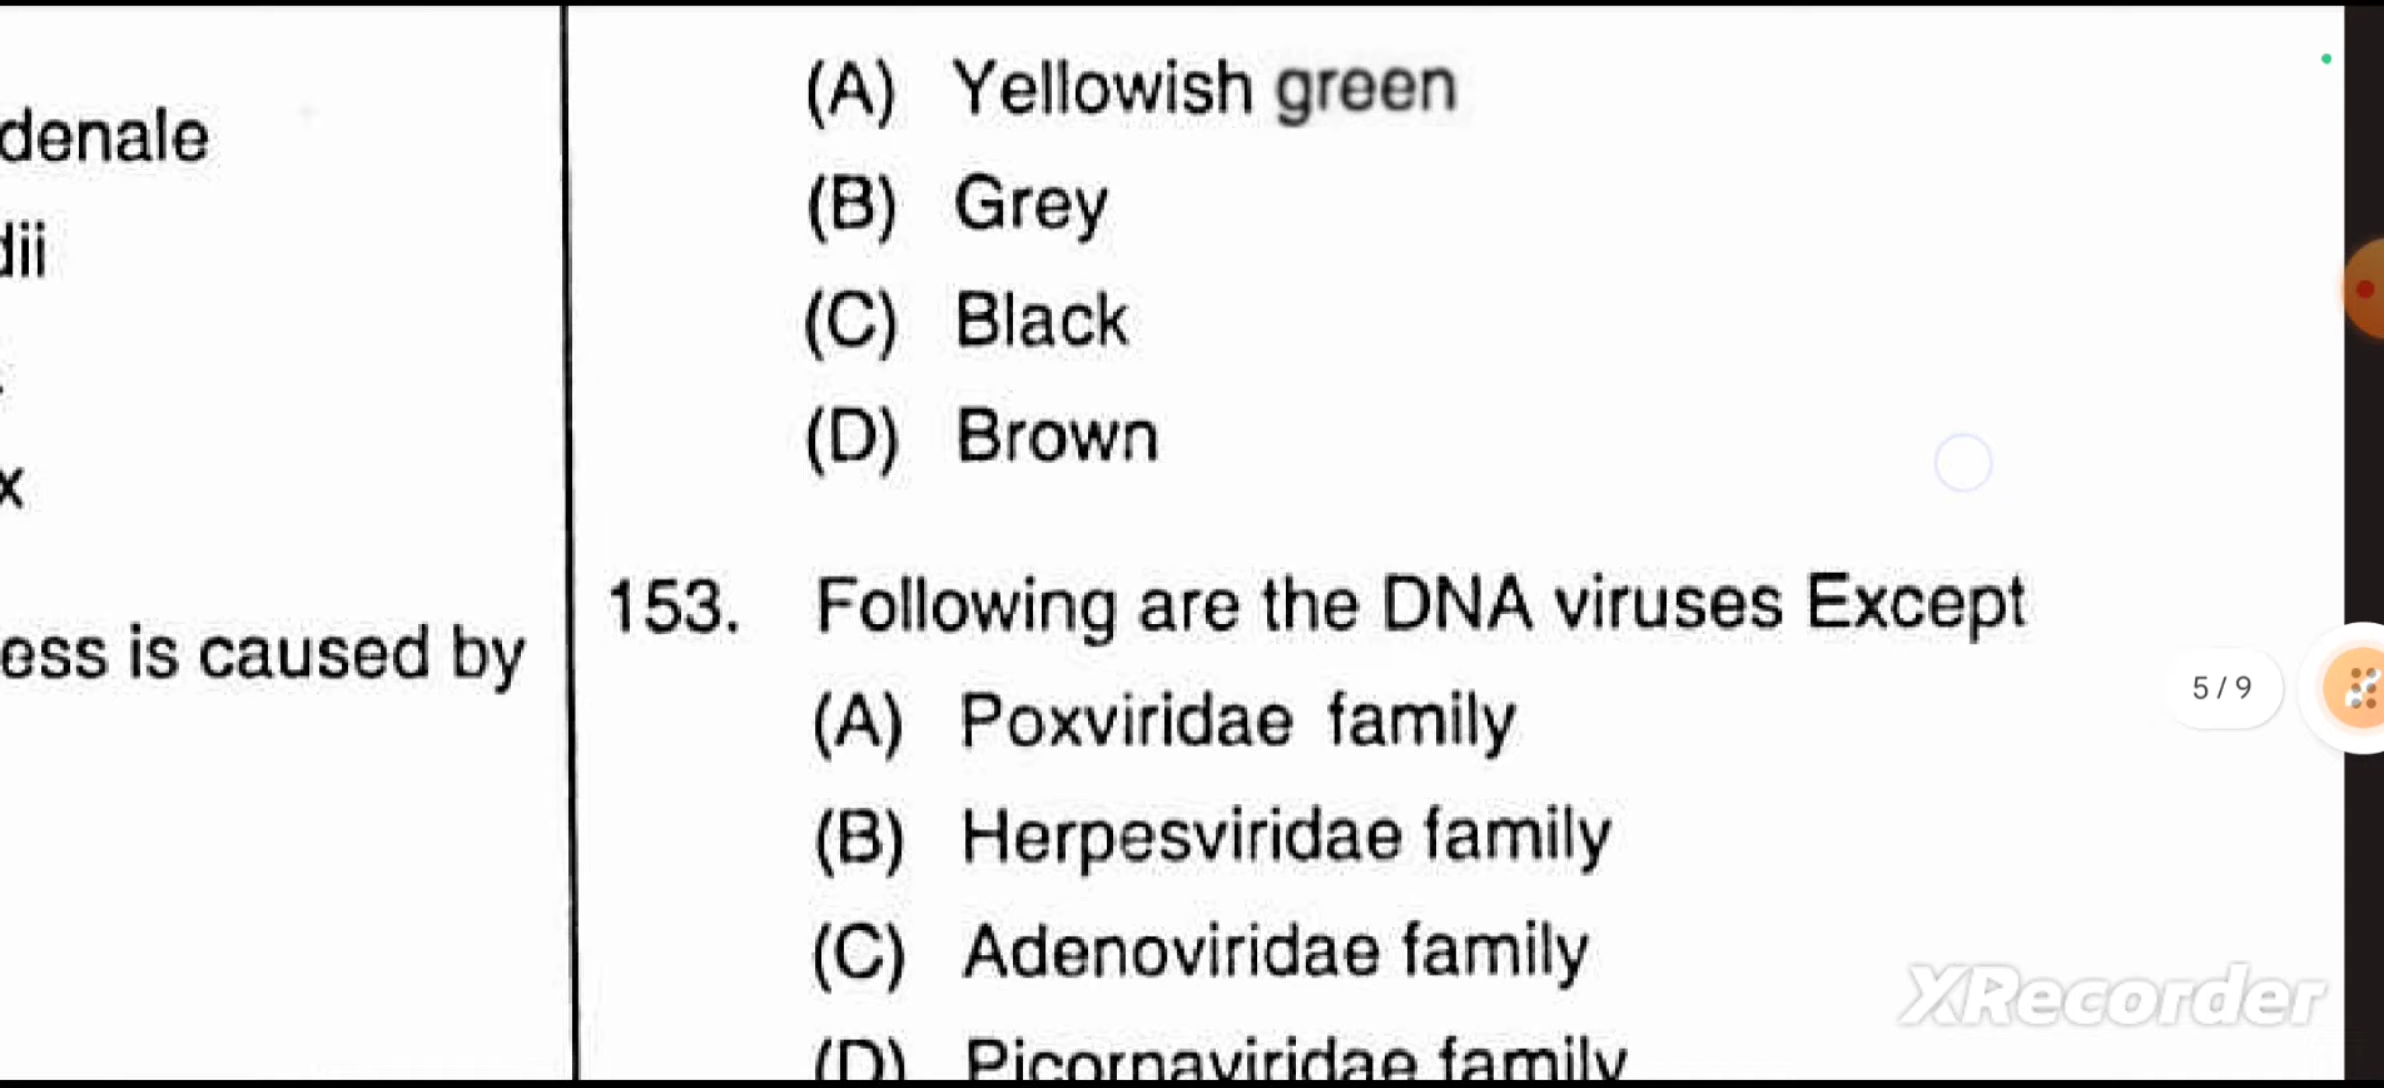 denale
dii
x
ess is caused by
(A) Yellowish green
(B) Grey
(C) Black
(D) Brown
153. Following are the DNA viruses Except
(A) Poxviridae family
(B) Herpesviridae family
(C) Adenoviridae family
(D) Picornaviridae family
5/9
XRecorder